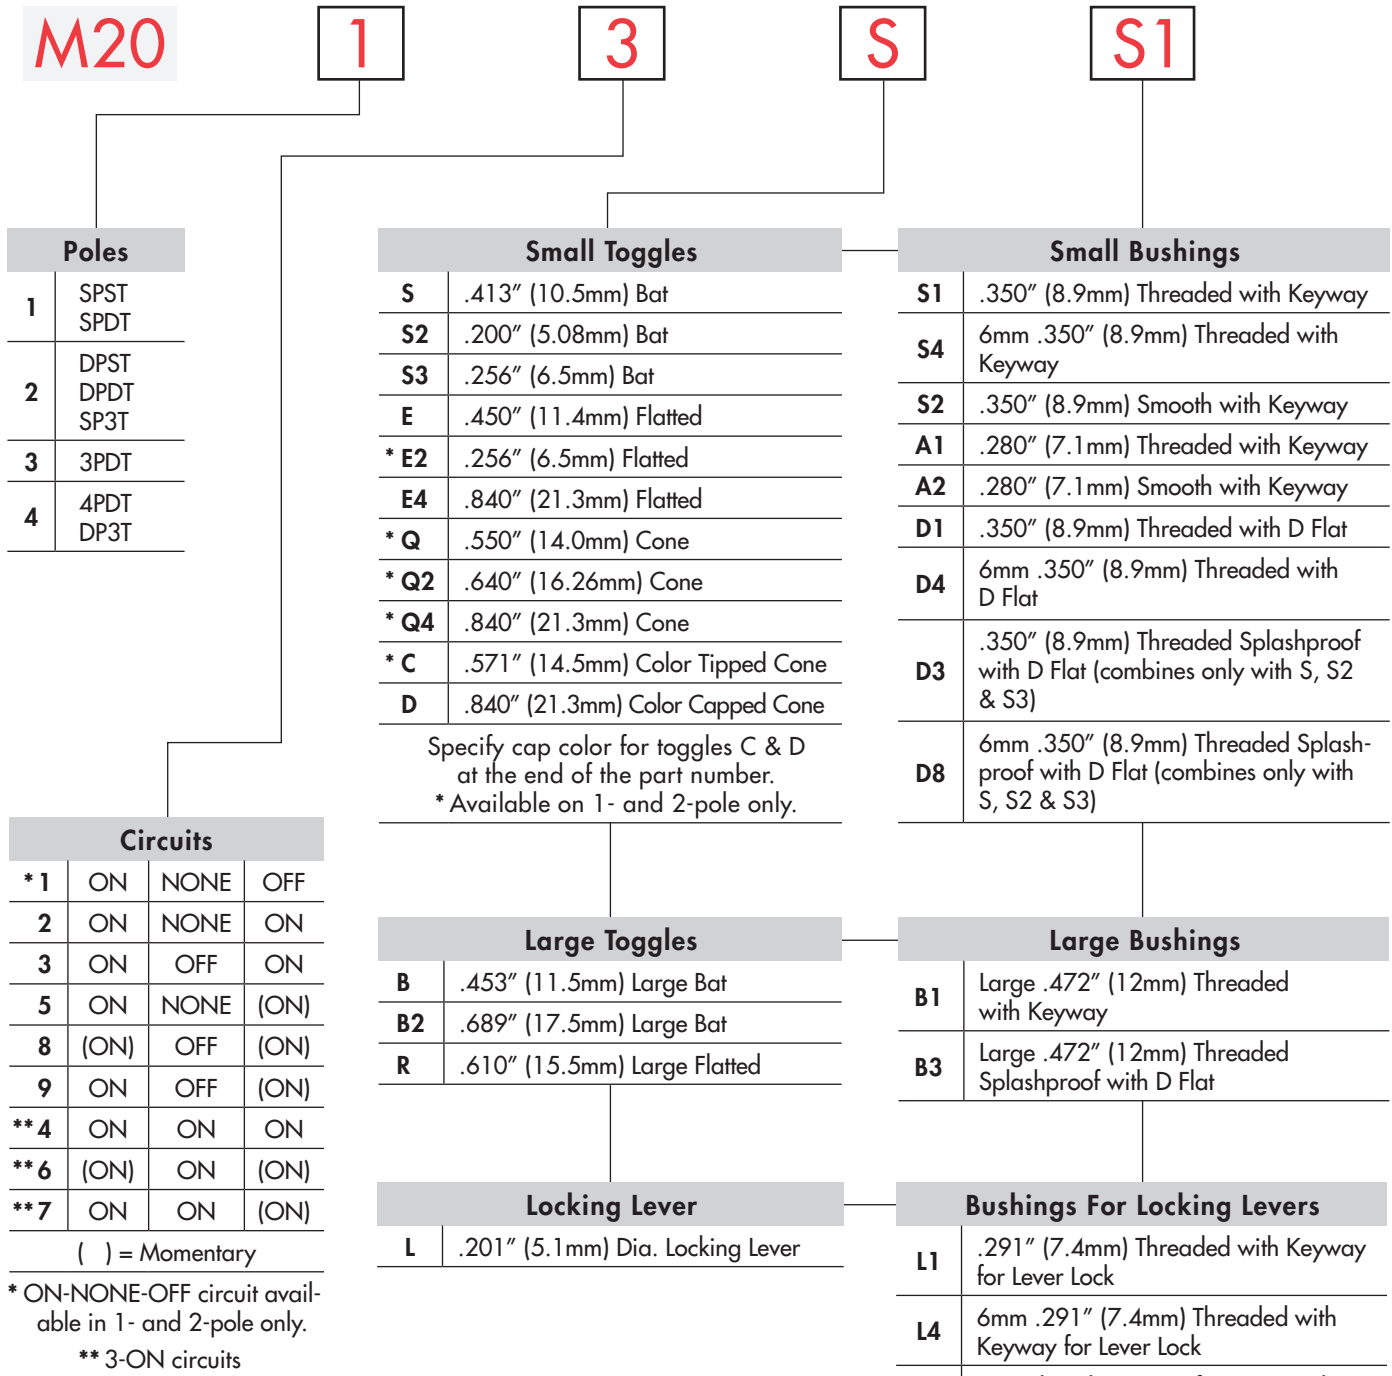 M20 1 3 S S1
Poles
1 SPST
SPDT
2 DPST
DPDT
SP3T
3 3PDT
4 4PDT
DP3T
Circuits
* 1 ON NONE OFF
2 ON NONE ON
3 ON OFF ON
5 ON NONE (ON)
8 (ON) OFF (ON)
9 ON OFF (ON)
** 4 ON ON ON
** 6 (ON) ON (ON)
** 7 ON ON (ON)
( ) = Momentary
* ON-NONE-OFF circuit avail-
able in 1- and 2-pole only.
** 3-ON circuits
Small Toggles
S .413" (10.5mm) Bat
S2 .200" (5.08mm) Bat
S3 .256" (6.5mm) Bat
E .450" (11.4mm) Flatted
* E2 .256" (6.5mm) Flatted
E4 .840" (21.3mm) Flatted
* Q .550" (14.0mm) Cone
* Q2 .640" (16.26mm) Cone
* Q4 .840" (21.3mm) Cone
* C .571" (14.5mm) Color Tipped Cone
D .840" (21.3mm) Color Capped Cone
Specify cap color for toggles C & D
at the end of the part number.
* Available on 1- and 2-pole only.
Large Toggles
B .453" (11.5mm) Large Bat
B2 .689" (17.5mm) Large Bat
R .610" (15.5mm) Large Flatted
Locking Lever
L .201" (5.1mm) Dia. Locking Lever
Small Bushings
S1 .350" (8.9mm) Threaded with Keyway
S4 6mm .350" (8.9mm) Threaded with
Keyway
S2 .350" (8.9mm) Smooth with Keyway
A1 .280" (7.1mm) Threaded with Keyway
A2 .280" (7.1mm) Smooth with Keyway
D1 .350" (8.9mm) Threaded with D Flat
D4 6mm .350" (8.9mm) Threaded with
D Flat
D3 .350" (8.9mm) Threaded Splashproof
with D Flat (combines only with S, S2
& S3)
D8 6mm .350" (8.9mm) Threaded Splash-
proof with D Flat (combines only with
S, S2 & S3)
Large Bushings
B1 Large .472" (12mm) Threaded
with Keyway
B3 Large .472" (12mm) Threaded
Splashproof with D Flat
Bushings For Locking Levers
L1 .291" (7.4mm) Threaded with Keyway
for Lever Lock
L4 6mm .291" (7.4mm) Threaded with
Keyway for Lever Lock